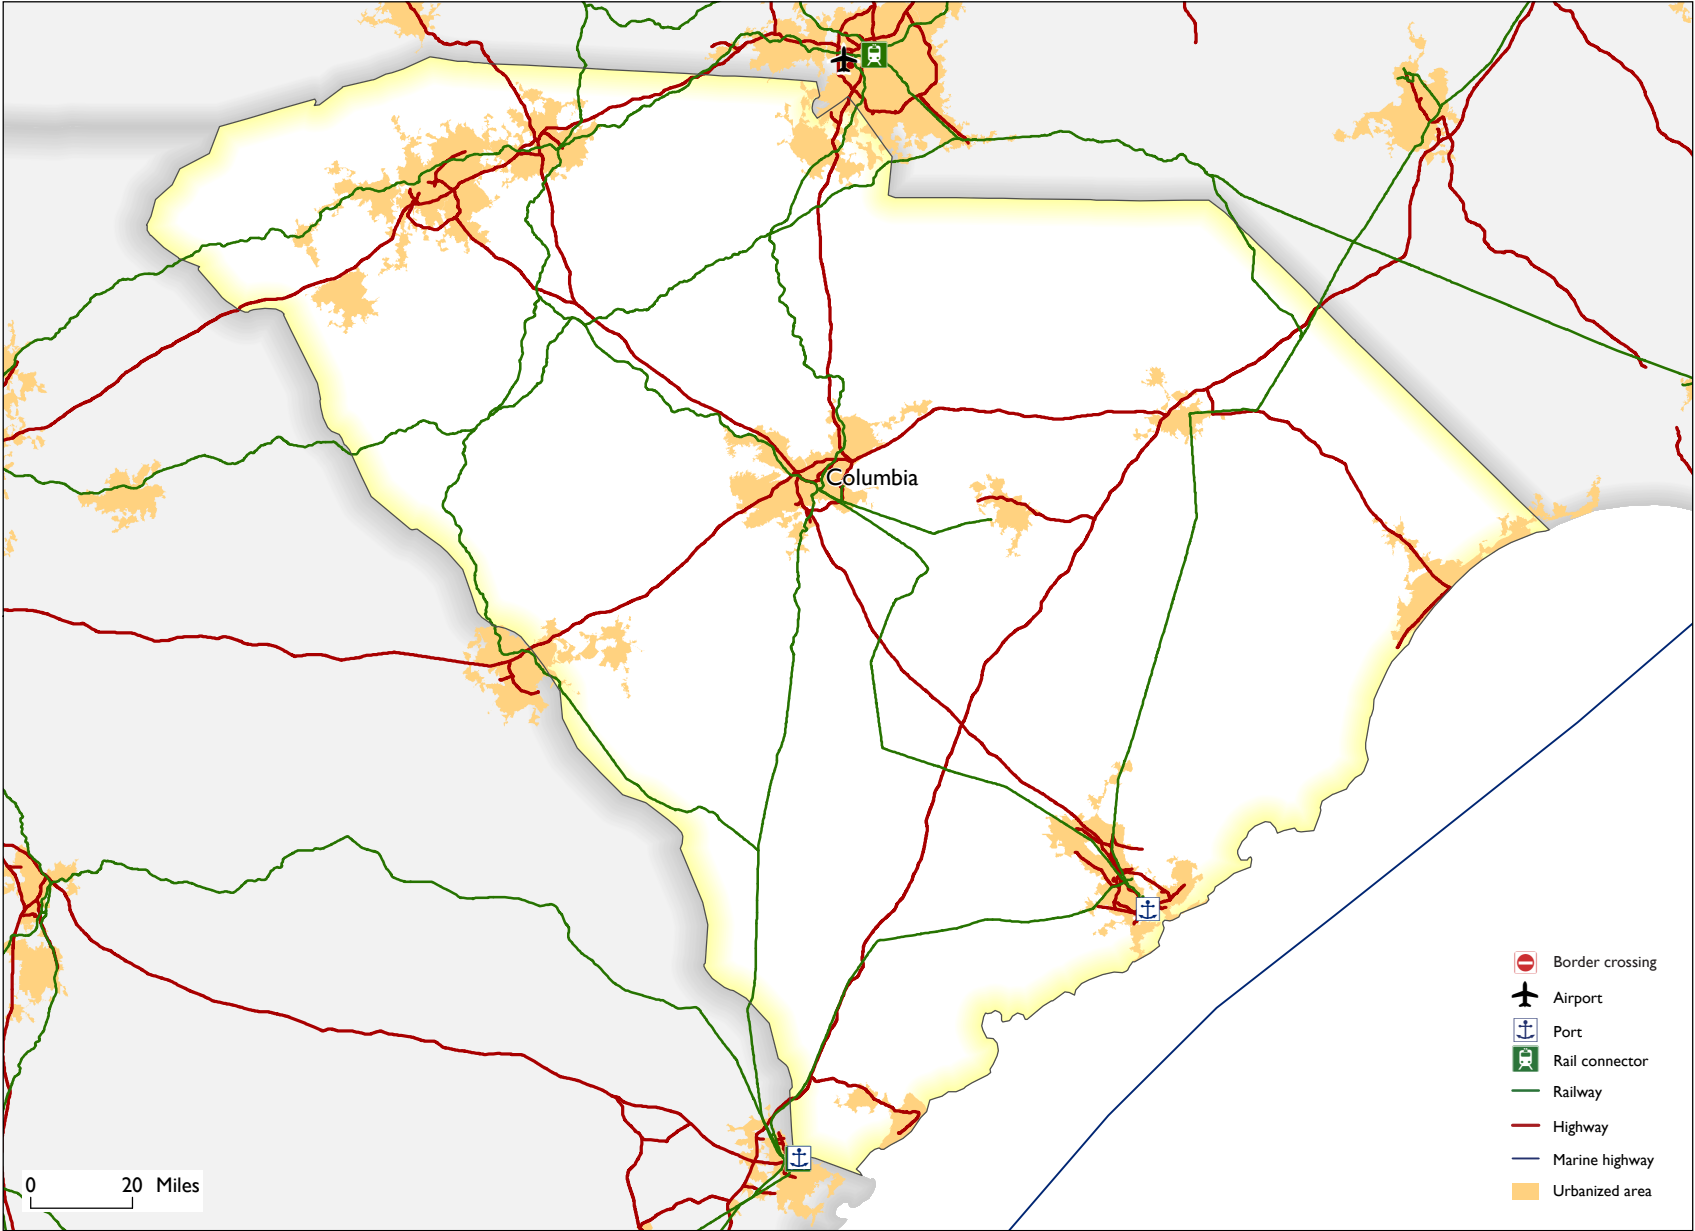 Columbia
Border crossing
Airport
Port
Rail connector
Railway
Highway
Marine highway
Urbanized area
0 20 Miles